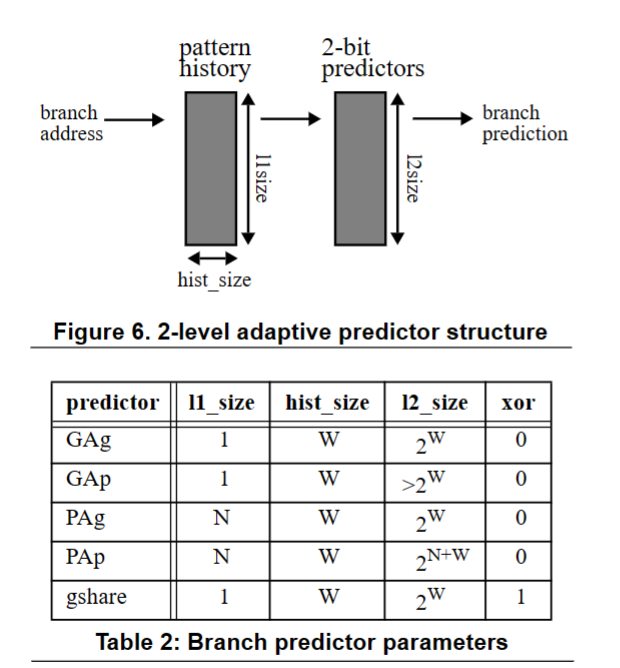 pattern history
2-bit predictors
branch address
branch prediction
l1size
l2size
hist_size
Figure 6. 2-level adaptive predictor structure
predictor l1_size hist_size l2_size xor
GAg 1 W 2^W 0
GAp 1 W >2^W 0
PAg N W 2^W 0
PAp N W 2^N+W 0
gshare 1 W 2^W 1
Table 2: Branch predictor parameters